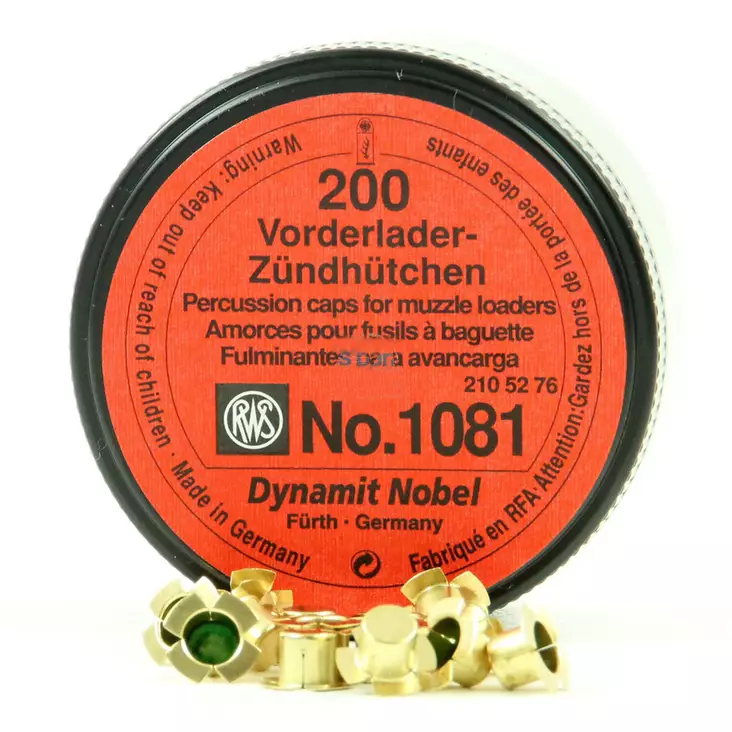 200
Vorderlader-
Zündhütchen
Percussion caps for muzzle loaders
Amorces pour fusils à baguette
Fulminantes para avancarga
210 52 76
RWS
No.1081
Dynamit Nobel
Fürth · Germany
Warning: Keep out of reach of children · Made in Germany
Fabriqué en RFA Attention:Gardez hors de la portée des enfants